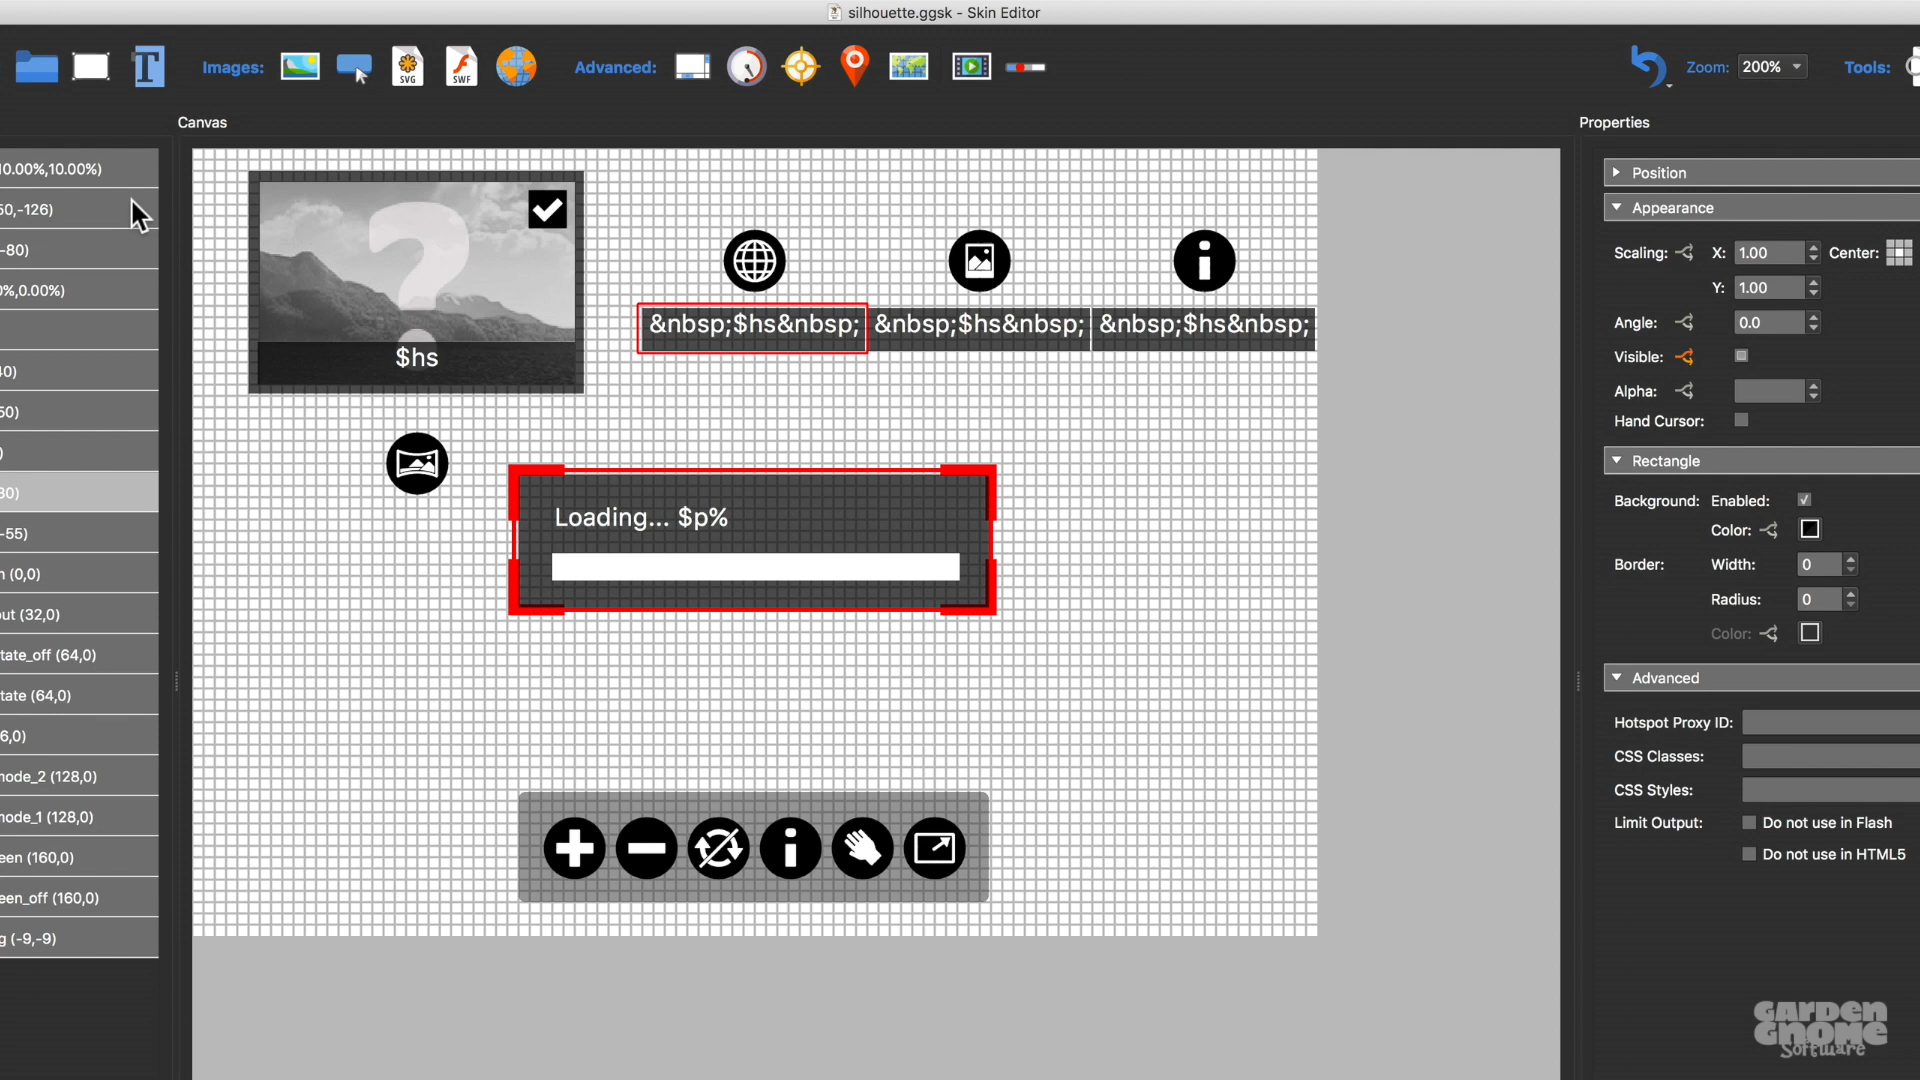 silhouette.ggsk - Skin Editor
T
Images:
SVG
SWF
Advanced:
Zoom:
200%
Tools:
Canvas
Properties
10.00%,10.00%)
50,-126)
-80)
0%,0.00%)
40)
50)
)
30)
-55)
n (0,0)
out (32,0)
tate_off (64,0)
tate (64,0)
6,0)
mode_2 (128,0)
mode_1 (128,0)
een (160,0)
een_off (160,0)
g (-9,-9)
?
$hs
&nbsp;$hs&nbsp;
&nbsp;$hs&nbsp;
&nbsp;$hs&nbsp;
Loading... $p%
Position
Appearance
Scaling:
X:
1.00
Center:
Y:
1.00
Angle:
0.0
Visible:
Alpha:
Hand Cursor:
Rectangle
Background:
Enabled:
Color:
Border:
Width:
0
Radius:
0
Color:
Advanced
Hotspot Proxy ID:
CSS Classes:
CSS Styles:
Limit Output:
Do not use in Flash
Do not use in HTML5
GARDEN
GNOME
Software